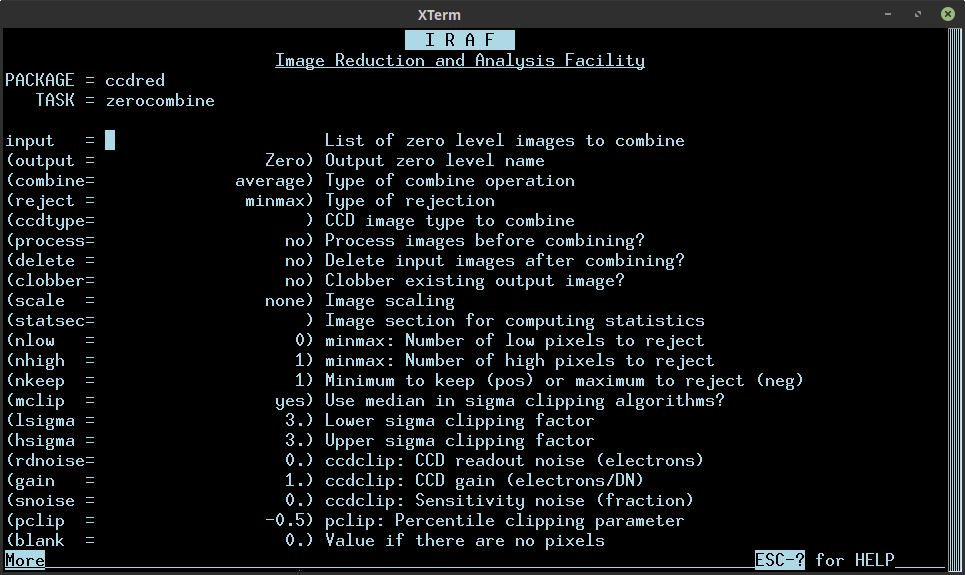 XTerm
I R A F
Image Reduction and Analysis Facility
PACKAGE = ccdred
TASK = zerocombine
input   =                       List of zero level images to combine
(output =                 Zero) Output zero level name
(combine=              average) Type of combine operation
(reject =               minmax) Type of rejection
(ccdtype=                     ) CCD image type to combine
(process=                   no) Process images before combining?
(delete =                   no) Delete input images after combining?
(clobber=                   no) Clobber existing output image?
(scale  =                 none) Image scaling
(statsec=                     ) Image section for computing statistics
(nlow   =                    0) minmax: Number of low pixels to reject
(nhigh  =                    1) minmax: Number of high pixels to reject
(nkeep  =                    1) Minimum to keep (pos) or maximum to reject (neg)
(mclip  =                  yes) Use median in sigma clipping algorithms?
(lsigma =                   3.) Lower sigma clipping factor
(hsigma =                   3.) Upper sigma clipping factor
(rdnoise=                   0.) ccdclip: CCD readout noise (electrons)
(gain   =                   1.) ccdclip: CCD gain (electrons/DN)
(snoise =                   0.) ccdclip: Sensitivity noise (fraction)
(pclip  =                 -0.5) pclip: Percentile clipping parameter
(blank  =                   0.) Value if there are no pixels
More ESC-? for HELP